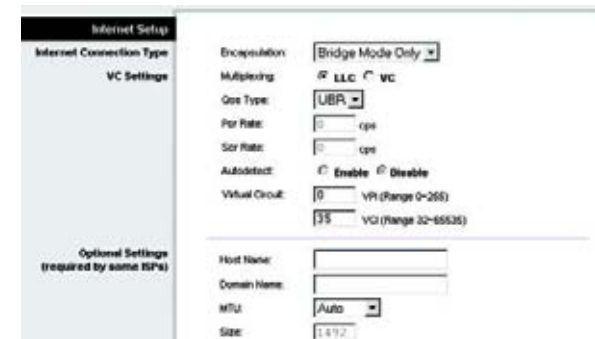 Internet Setup
Internet Connection Type
Encapsulation: Bridge Mode Only
VC Settings
Multiplexing: LLC VC
Qos Type: UBR
Pcr Rate: 0 cps
Scr Rate: 0 cps
Autodetect: Enable Disable
Virtual Circuit: 0 VPI (Range 0~255)
35 VCI (Range 32~65535)
Optional Settings
(required by some ISPs)
Host Name:
Domain Name:
MTU: Auto
Size: 1492